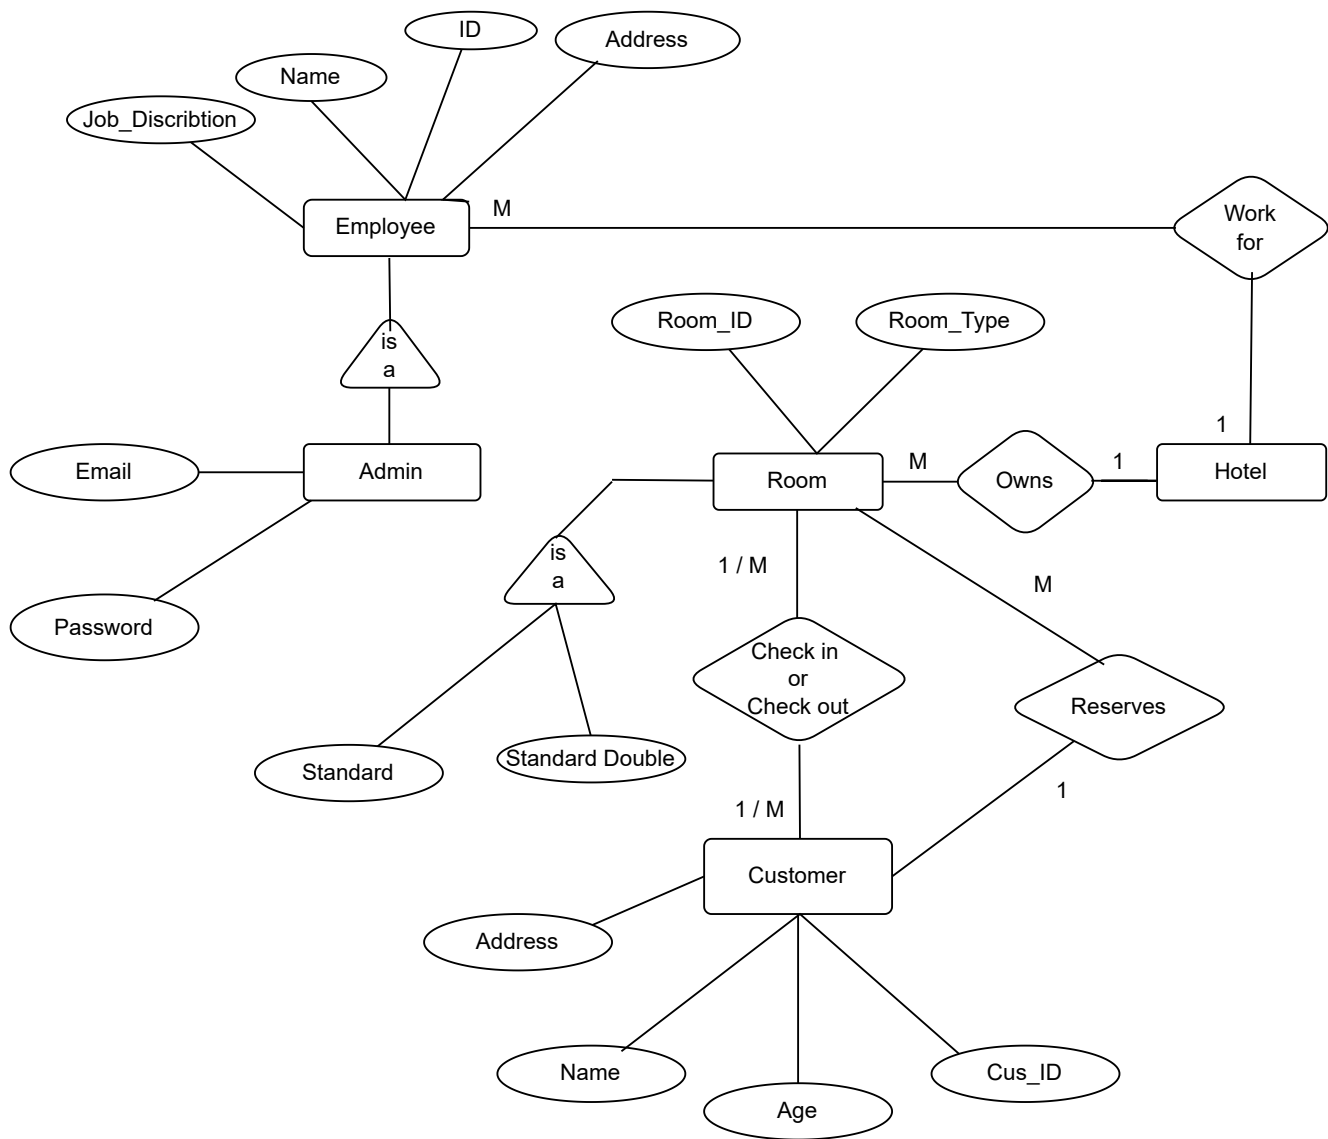 ID
Address
Name
Job_Discribtion
M
Employee
Work
for
Room_ID
Room_Type
is
a
1
Email
Admin
M
1
Room
Owns
Hotel
is
a
1 / M
M
Password
Check in
or
Check out
Reserves
Standard
Standard Double
1
1 / M
Customer
Address
Name
Cus_ID
Age